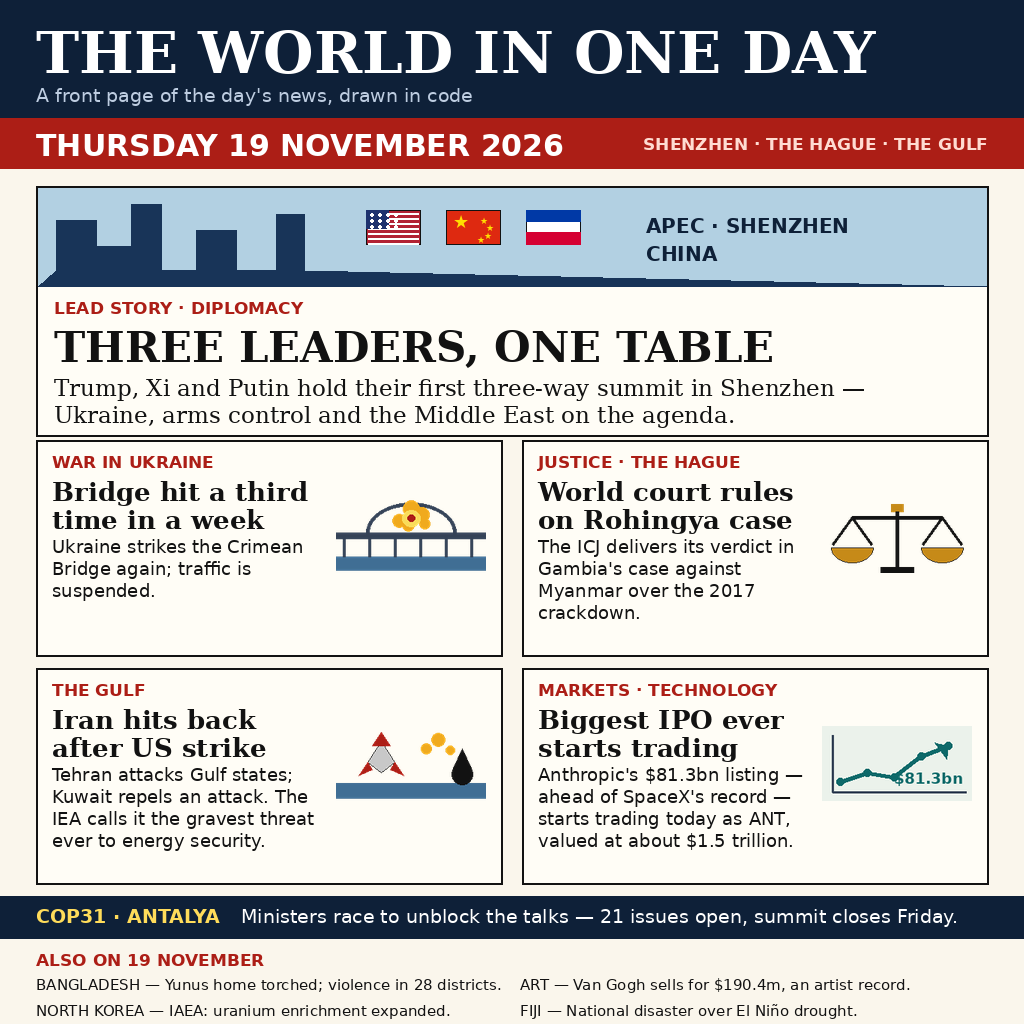 THE WORLD IN ONE DAY
A front page of the day's news, drawn in code
THURSDAY 19 NOVEMBER 2026
SHENZHEN · THE HAGUE · THE GULF
APEC · SHENZHEN
CHINA
LEAD STORY · DIPLOMACY
THREE LEADERS, ONE TABLE
Trump, Xi and Putin hold their first three-way summit in Shenzhen —
Ukraine, arms control and the Middle East on the agenda.
WAR IN UKRAINE
Bridge hit a third
time in a week
Ukraine strikes the Crimean
Bridge again; traffic is
suspended.
JUSTICE · THE HAGUE
World court rules
on Rohingya case
The ICJ delivers its verdict in
Gambia's case against
Myanmar over the 2017
crackdown.
THE GULF
Iran hits back
after US strike
Tehran attacks Gulf states;
Kuwait repels an attack. The
IEA calls it the gravest threat
ever to energy security.
MARKETS · TECHNOLOGY
Biggest IPO ever
starts trading
Anthropic's $81.3bn listing —
ahead of SpaceX's record —
starts trading today as ANT,
valued at about $1.5 trillion.
$81.3bn
COP31 · ANTALYA Ministers race to unblock the talks — 21 issues open, summit closes Friday.
ALSO ON 19 NOVEMBER
BANGLADESH — Yunus home torched; violence in 28 districts.
ART — Van Gogh sells for $190.4m, an artist record.
NORTH KOREA — IAEA: uranium enrichment expanded.
FIJI — National disaster over El Niño drought.